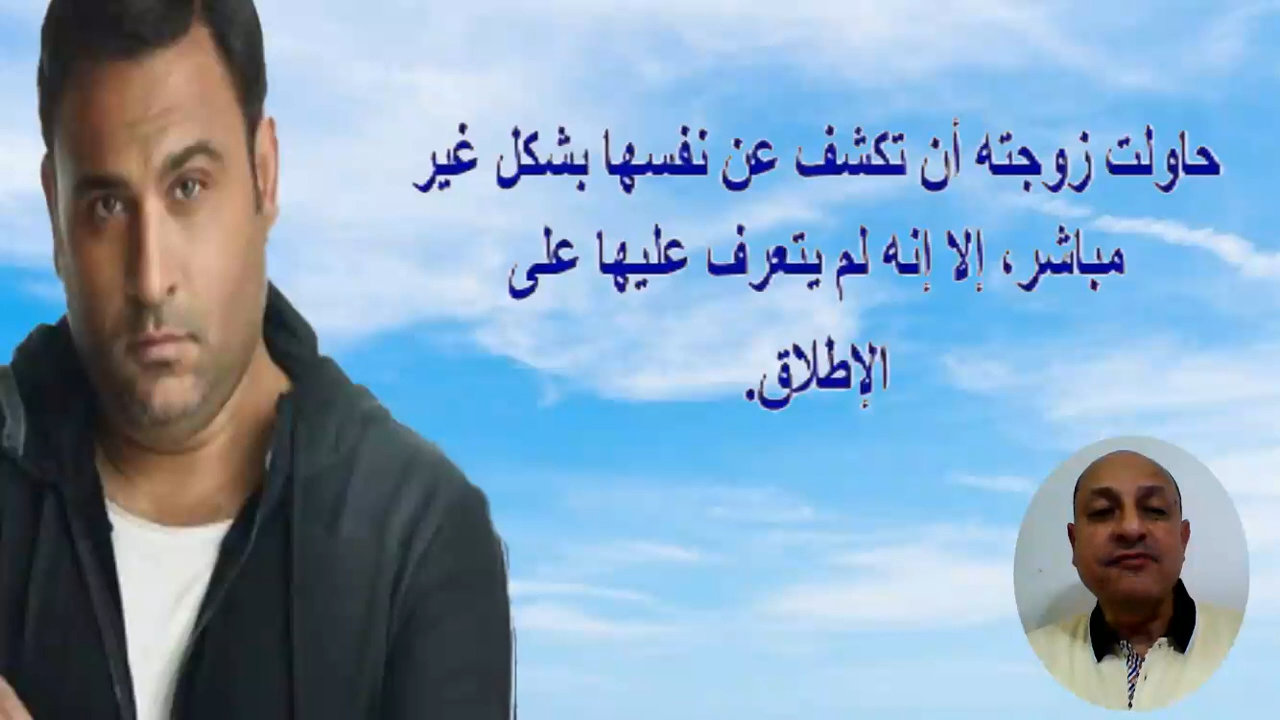 حاولت زوجته أن تكشف عن نفسها بشكل غير
مباشر، إلا إنه لم يتعرف عليها على
الإطلاق.